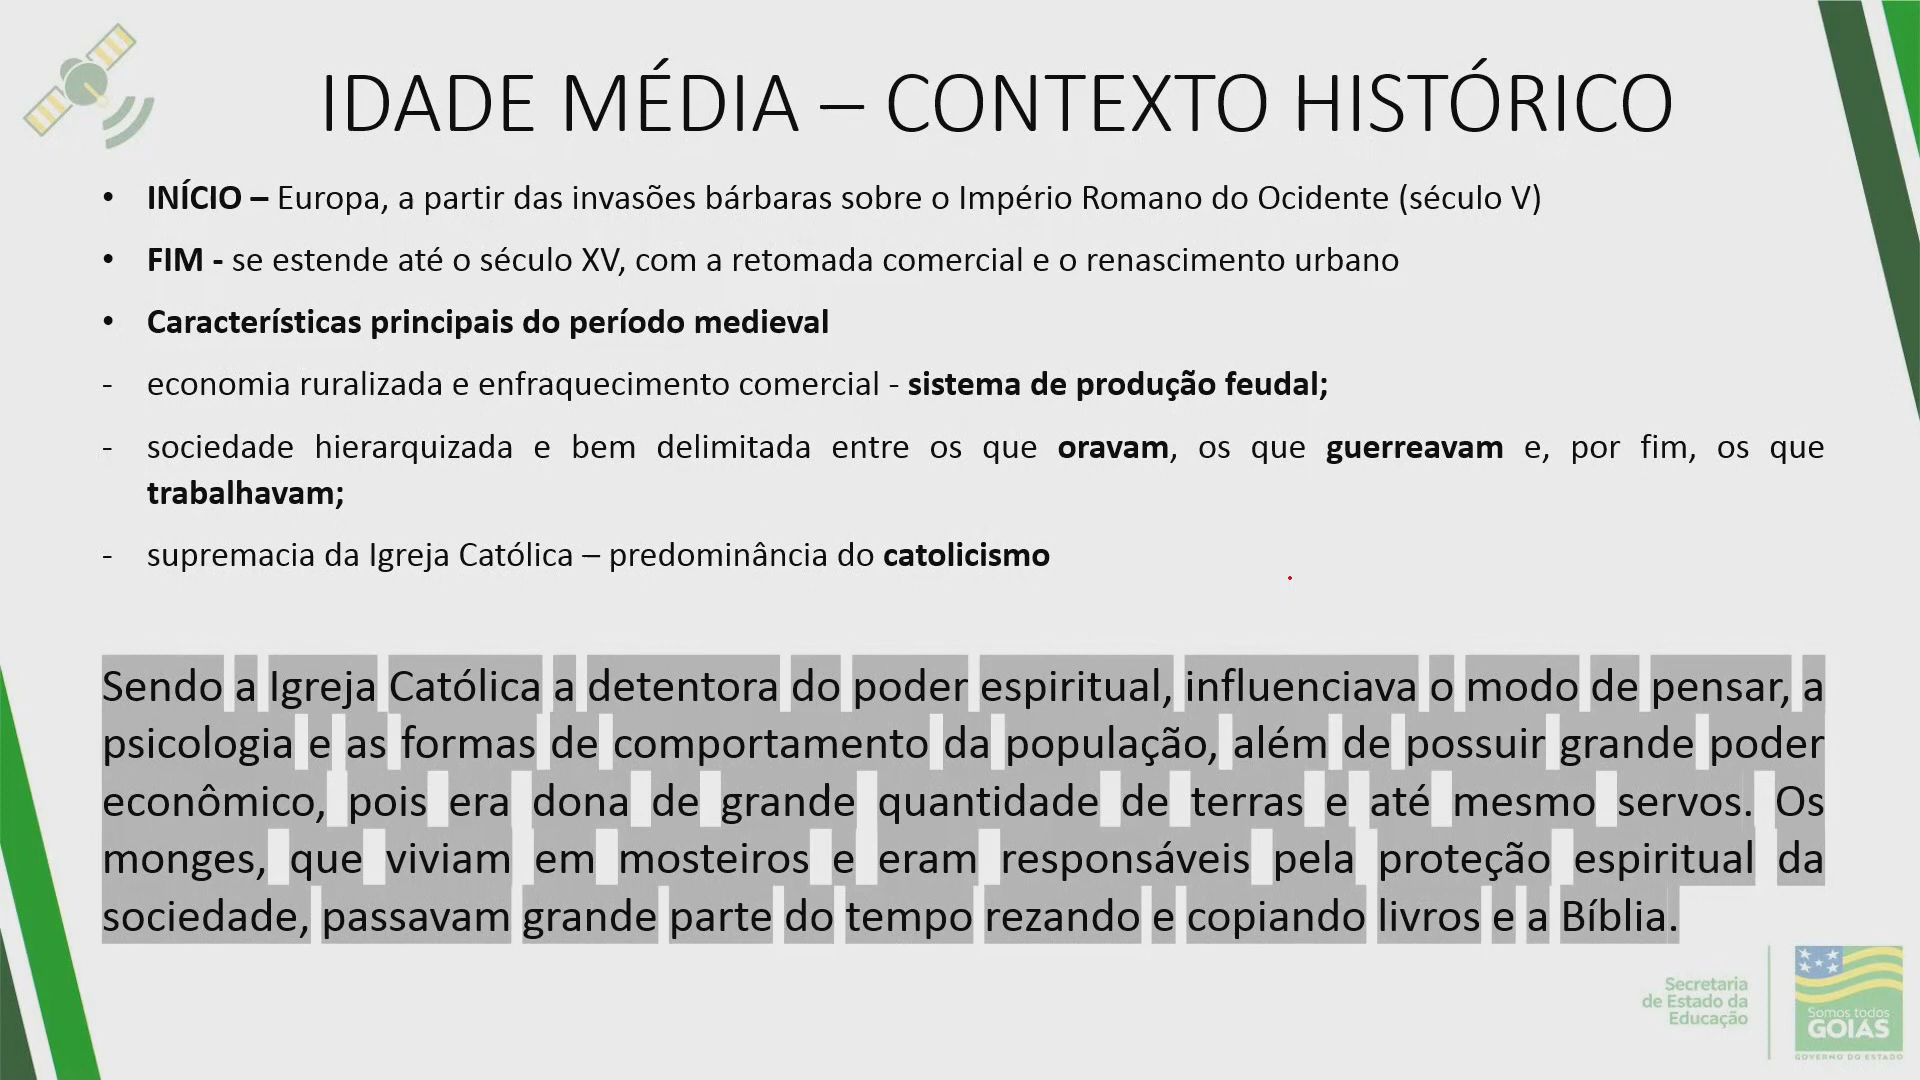 IDADE MÉDIA – CONTEXTO HISTÓRICO
• INÍCIO – Europa, a partir das invasões bárbaras sobre o Império Romano do Ocidente (século V)
• FIM - se estende até o século XV, com a retomada comercial e o renascimento urbano
• Características principais do período medieval
- economia ruralizada e enfraquecimento comercial - sistema de produção feudal;
- sociedade hierarquizada e bem delimitada entre os que oravam, os que guerreavam e, por fim, os que
trabalhavam;
- supremacia da Igreja Católica – predominância do catolicismo
Sendo a Igreja Católica a detentora do poder espiritual, influenciava o modo de pensar, a
psicologia e as formas de comportamento da população, além de possuir grande poder
econômico, pois era dona de grande quantidade de terras e até mesmo servos. Os
monges, que viviam em mosteiros e eram responsáveis pela proteção espiritual da
sociedade, passavam grande parte do tempo rezando e copiando livros e a Bíblia.
Secretaria
de Estado da
Educação
Somos todos
GOIÁS
GOVERNO DO ESTADO